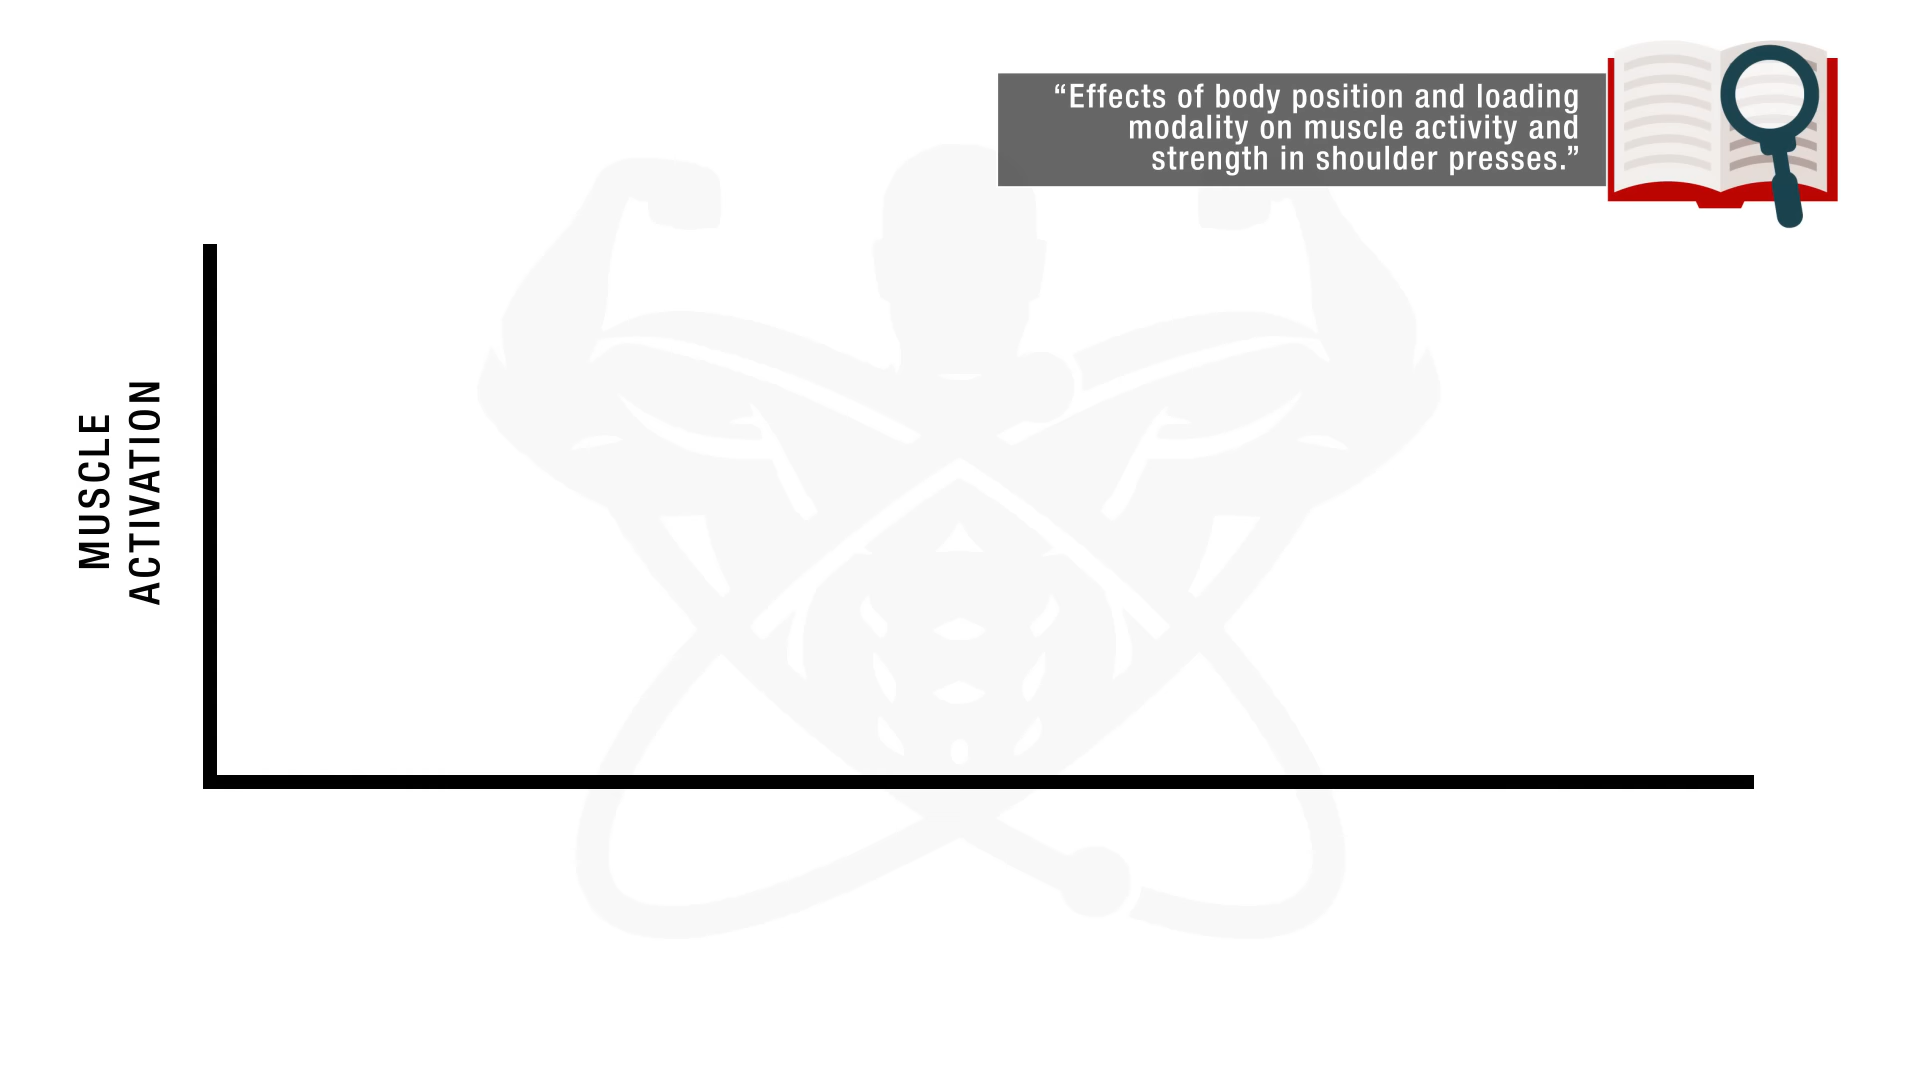 “Effects of body position and loading
modality on muscle activity and
strength in shoulder presses.”
MUSCLE
ACTIVATION